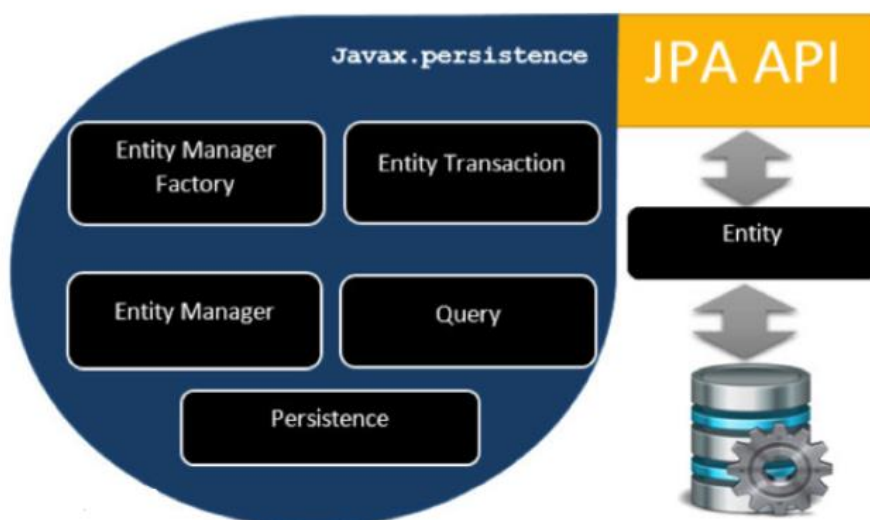 Javax.persistence
JPA API
Entity Manager
Factory
Entity Transaction
Entity
Entity Manager
Query
Persistence